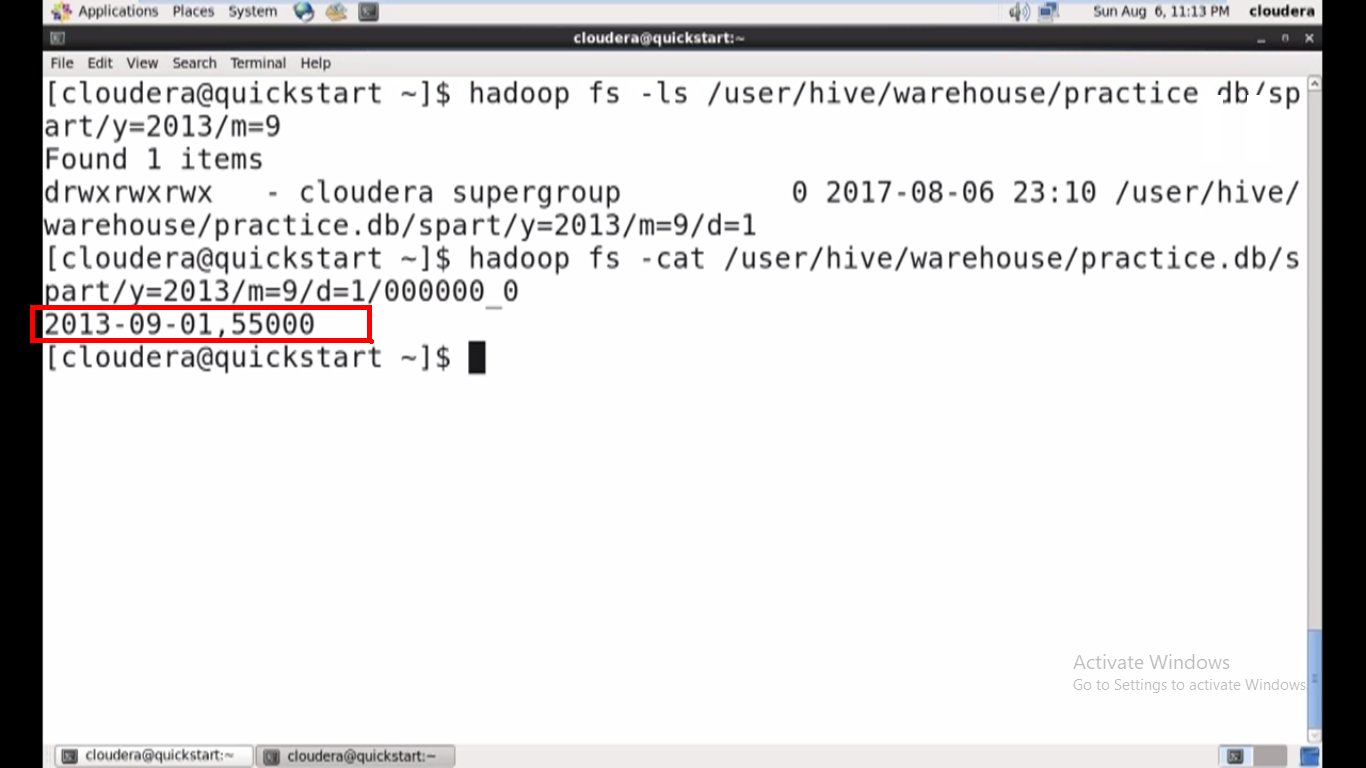 Applications Places System Sun Aug 6, 11:13 PM cloudera
cloudera@quickstart:~
File Edit View Search Terminal Help
[cloudera@quickstart ~]$ hadoop fs -ls /user/hive/warehouse/practice db/sp
art/y=2013/m=9
Found 1 items
drwxrwxrwx - cloudera supergroup 0 2017-08-06 23:10 /user/hive/
warehouse/practice.db/spart/y=2013/m=9/d=1
[cloudera@quickstart ~]$ hadoop fs -cat /user/hive/warehouse/practice.db/s
part/y=2013/m=9/d=1/000000_0
2013-09-01,55000
[cloudera@quickstart ~]$
Activate Windows
Go to Settings to activate Windows.
cloudera@quickstart:~ cloudera@quickstart:~